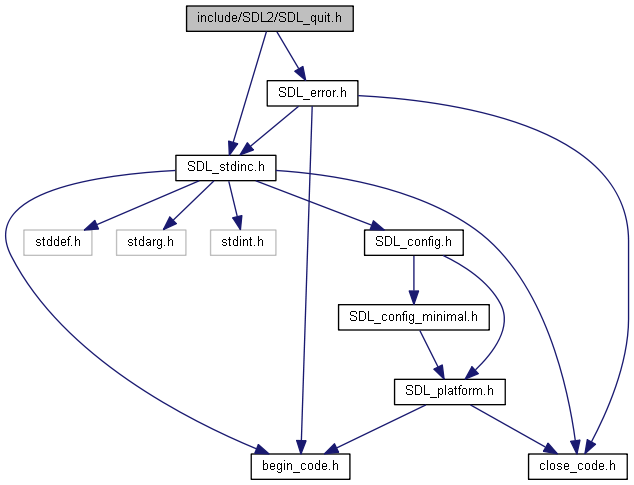 include/SDL2/SDL_quit.h
SDL_error.h
SDL_stdinc.h
stddef.h
stdarg.h
stdint.h
SDL_config.h
SDL_config_minimal.h
SDL_platform.h
begin_code.h
close_code.h